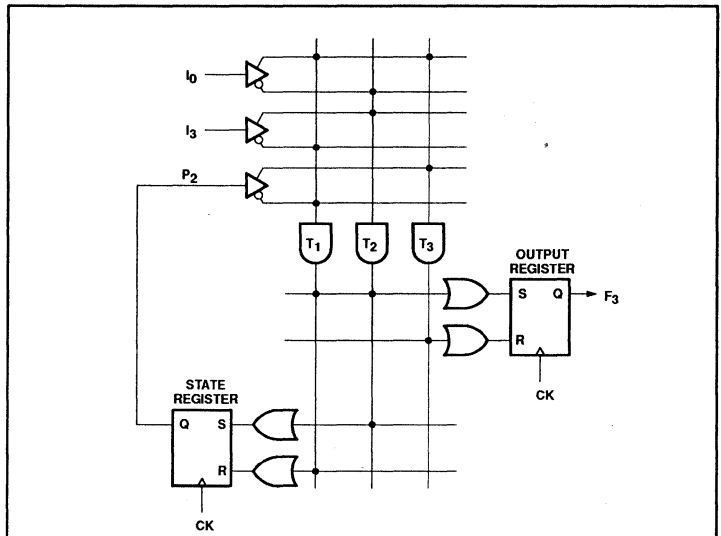 I0
I3
P2
T1 T2 T3
OUTPUT
REGISTER
S Q F3
R
CK
STATE
REGISTER
Q S
R
CK